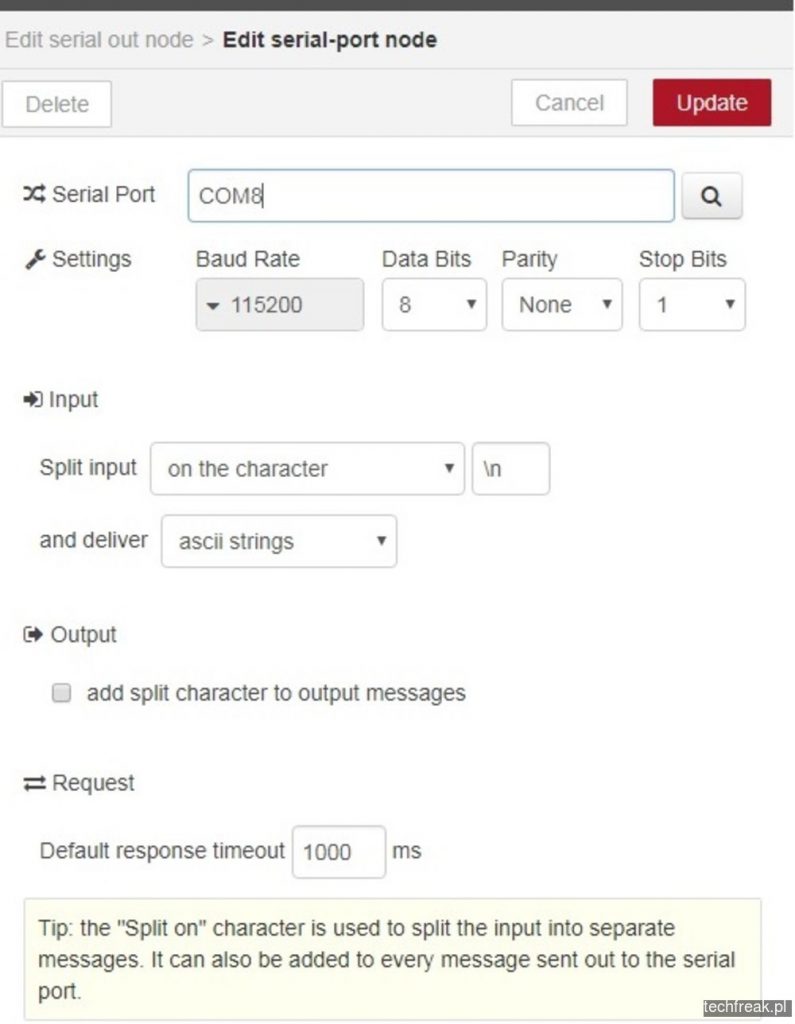 Edit serial out node > Edit serial-port node
Delete Cancel Update
Serial Port COM8
Settings Baud Rate Data Bits Parity Stop Bits
115200 8 None 1
Input
Split input on the character \n
and deliver ascii strings
Output
add split character to output messages
Request
Default response timeout 1000 ms
Tip: the "Split on" character is used to split the input into separate
messages. It can also be added to every message sent out to the serial
port.
techfreak.pl